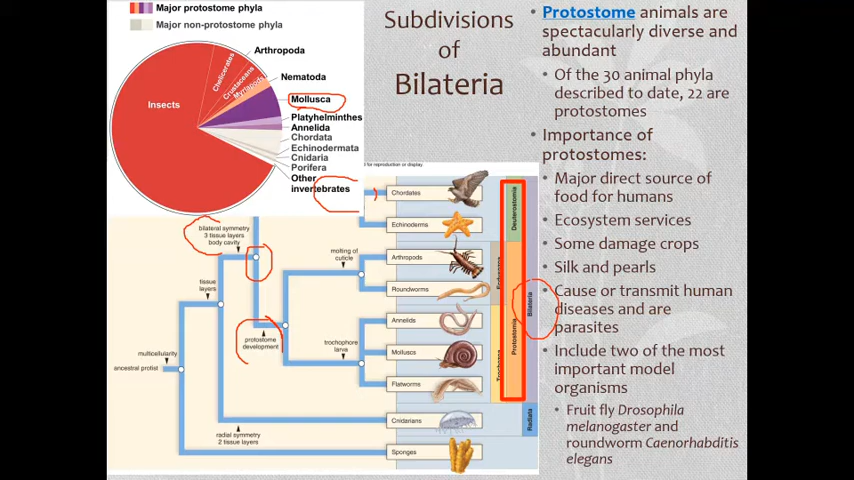 Major protostome phyla
Major non-protostome phyla
Chelicerates
Crustaceans
Myriapods
Insects
Arthropoda
Nematoda
Mollusca
Platyhelminthes
Annelida
Chordata
Echinodermata
Cnidaria
Porifera
Other
invertebrates
Subdivisions
of
Bilateria
for reproduction or display
Chordates
Echinoderms
Arthropods
Roundworms
Annelids
Molluscs
Flatworms
Cnidarians
Sponges
bilateral symmetry
3 tissue layers
body cavity
molting of
cuticle
tissue
layers
protostome
development
trochophore
larva
multicellularity
ancestral protist
radial symmetry
2 tissue layers
Deuterostomia
Protostomia
Bilateria
Radiata
• Protostome animals are
spectacularly diverse and
abundant
• Of the 30 animal phyla
described to date, 22 are
protostomes
• Importance of
protostomes:
• Major direct source of
food for humans
• Ecosystem services
• Some damage crops
• Silk and pearls
• Cause or transmit human
diseases and are
parasites
• Include two of the most
important model
organisms
• Fruit fly Drosophila
melanogaster and
roundworm Caenorhabditis
elegans